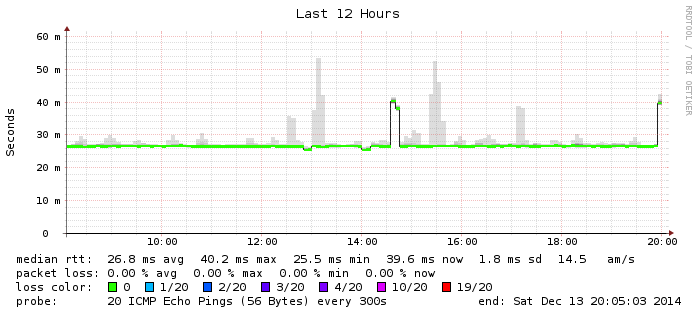 Last 12 Hours
RRDTOOL / TOBI OETIKER
Seconds
60 m
50 m
40 m
30 m
20 m
10 m
0
10:00 12:00 14:00 16:00 18:00 20:00
median rtt: 26.8 ms avg 40.2 ms max 25.5 ms min 39.6 ms now 1.8 ms sd 14.5 am/s
packet loss: 0.00 % avg 0.00 % max 0.00 % min 0.00 % now
loss color: 0 1/20 2/20 3/20 4/20 10/20 19/20
probe: 20 ICMP Echo Pings (56 Bytes) every 300s end: Sat Dec 13 20:05:03 2014